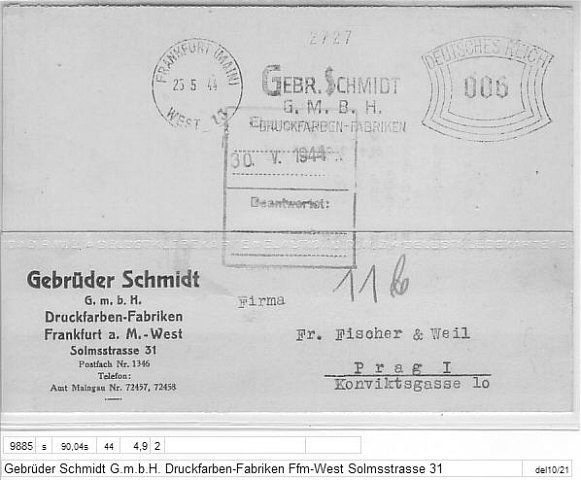 2727
FRANKFURT (MAIN)
25 5 44
WEST 13
GEBR. SCHMIDT
G. M. B. H.
DRUCKFARBEN-FABRIKEN
DEUTSCHES REICH
006
30. V. 1944
Beantwortet:
Gebrüder Schmidt
G. m. b. H.
Druckfarben-Fabriken
Frankfurt a. M.-West
Solmsstrasse 31
Postfach Nr. 1346
Telefon:
Amt Maingau Nr. 72457, 72458
11
Firma
Fr. Fischer & Weil
Prag I
Konviktsgasse 10
9885 s 90,04s 44 4,9 2
Gebrüder Schmidt G.m.b.H. Druckfarben-Fabriken Ffm-West Solmsstrasse 31 del10/21